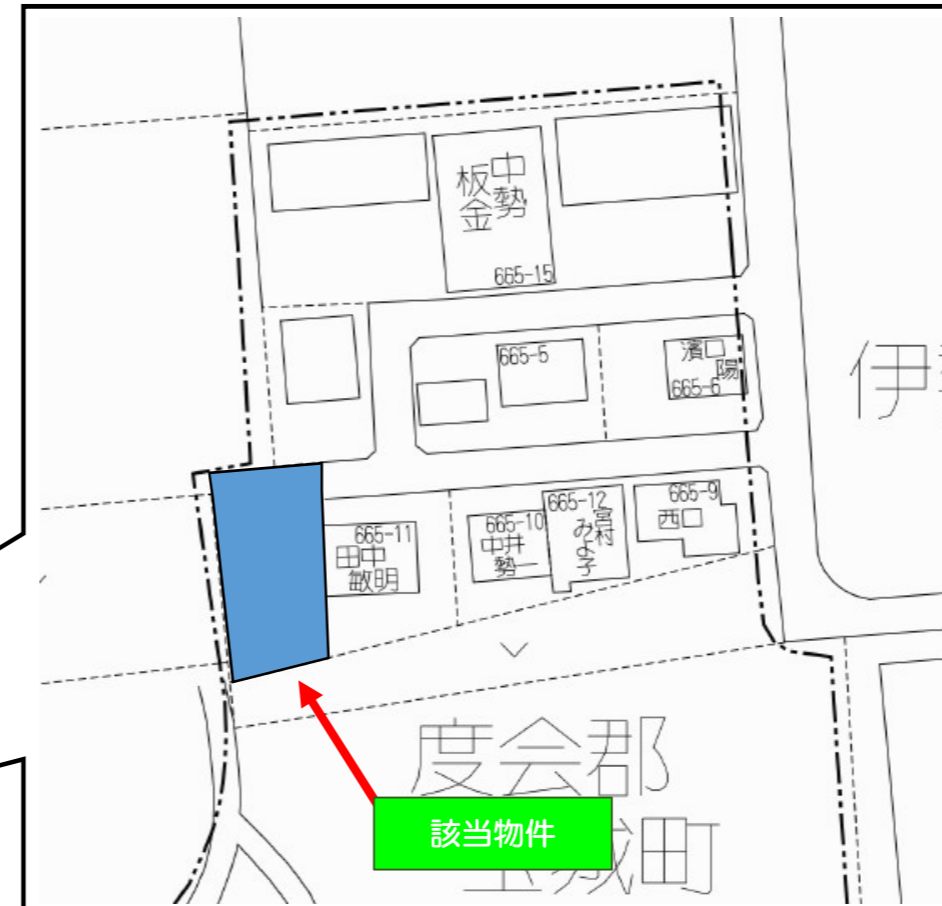 中勢
板金
665-15
665-5
濱口
陽
665-6
伊
665-11
田中
敏明
665-10
中井
勢一
665-12
宮村
みよ子
665-9
西口
度会郡
城町
該当物件